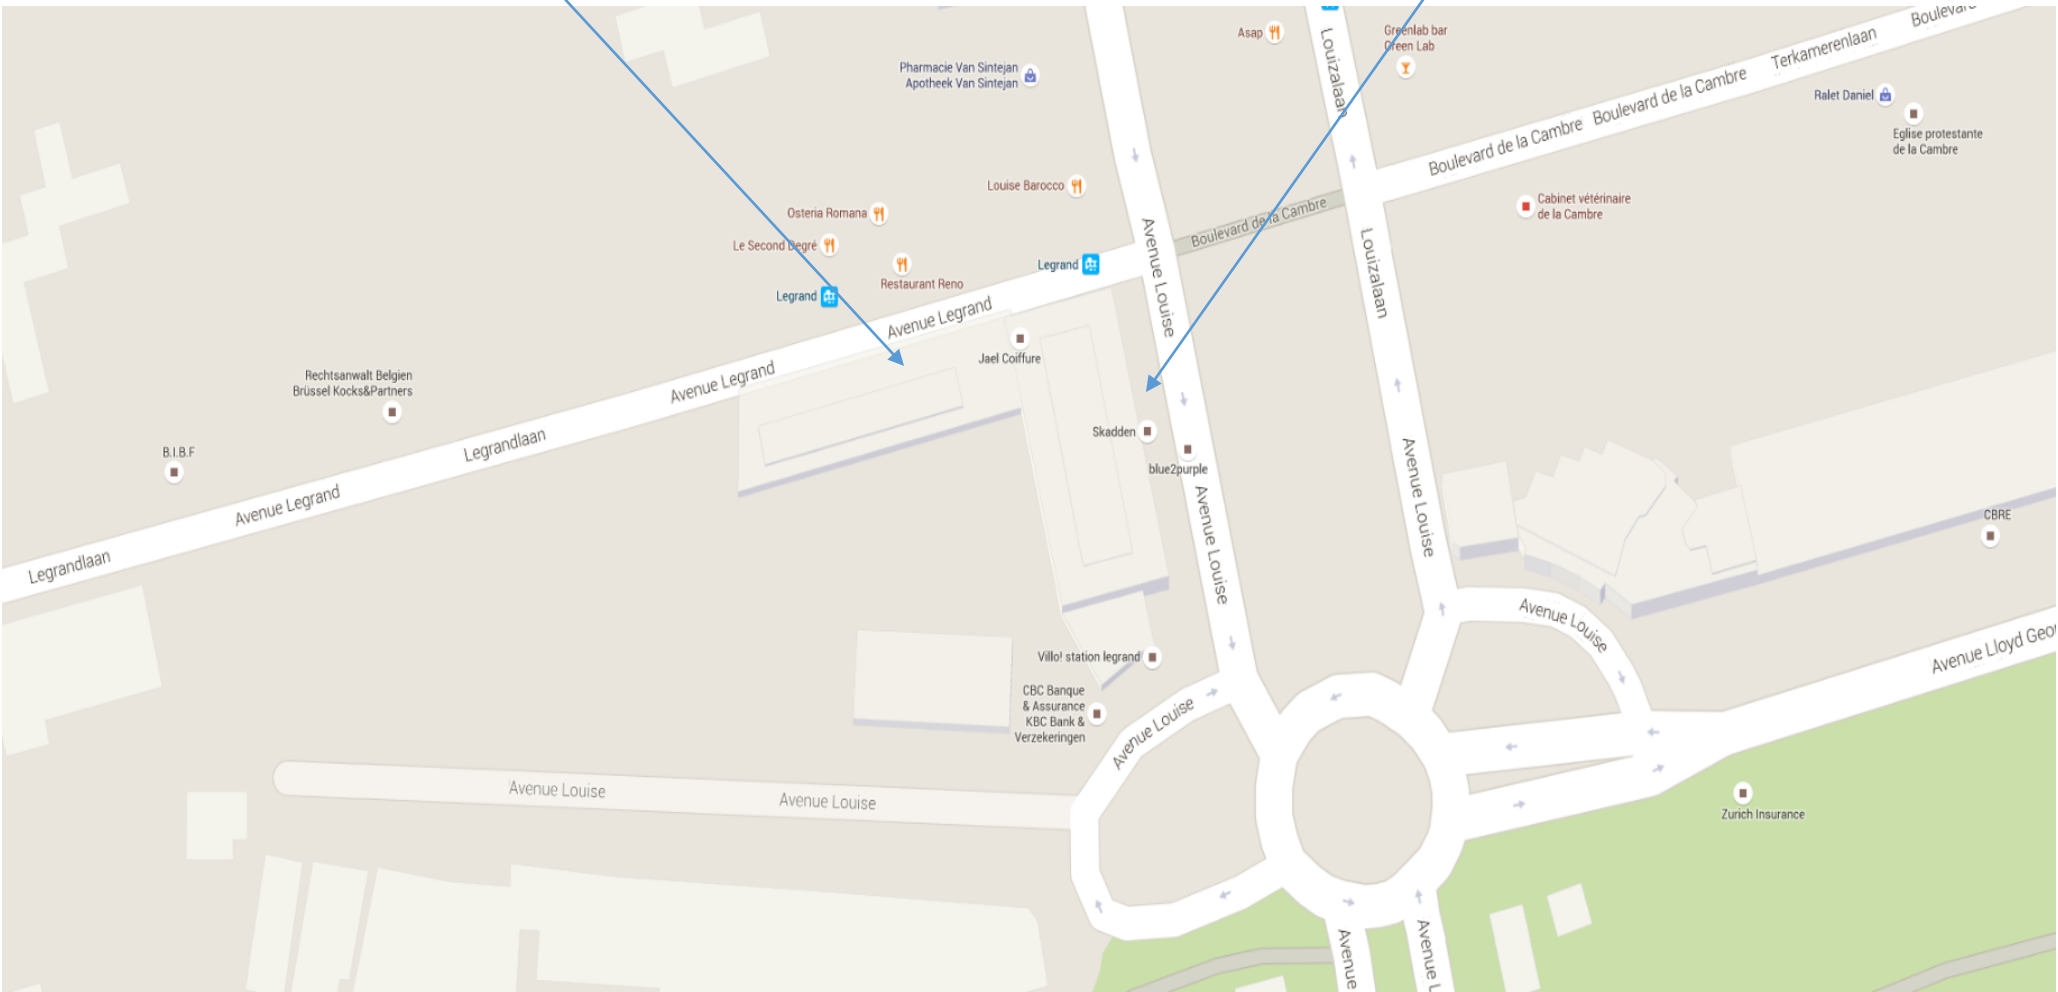 Boulevard
Asap
Greenlab bar
Green Lab
Louizalaan
Terkamerenlaan
Pharmacie Van Sintejan
Apotheek Van Sintejan
Boulevard de la Cambre
Boulevard de la Cambre
Ralet Daniel
Eglise protestante
de la Cambre
Louise Barocco
Osteria Romana
Cabinet vétérinaire
de la Cambre
Boulevard de la Cambre
Le Second Degré
Avenue Louise
Louizalaan
Legrand
Restaurant Reno
Legrand
Avenue Legrand
Jael Coiffure
Avenue Legrand
Rechtsanwalt Belgien
Brüssel Kocks&Partners
Legrandlaan
Skadden
B.I.B.F
blue2purple
Avenue Louise
Avenue Legrand
Avenue Louise
CBRE
Legrandlaan
Avenue Louise
Avenue Lloyd Geor
Villo! station legrand
CBC Banque
& Assurance
KBC Bank &
Verzekeringen
Avenue Louise
Avenue Louise
Avenue Louise
Zurich Insurance
Avenue
Avenue L